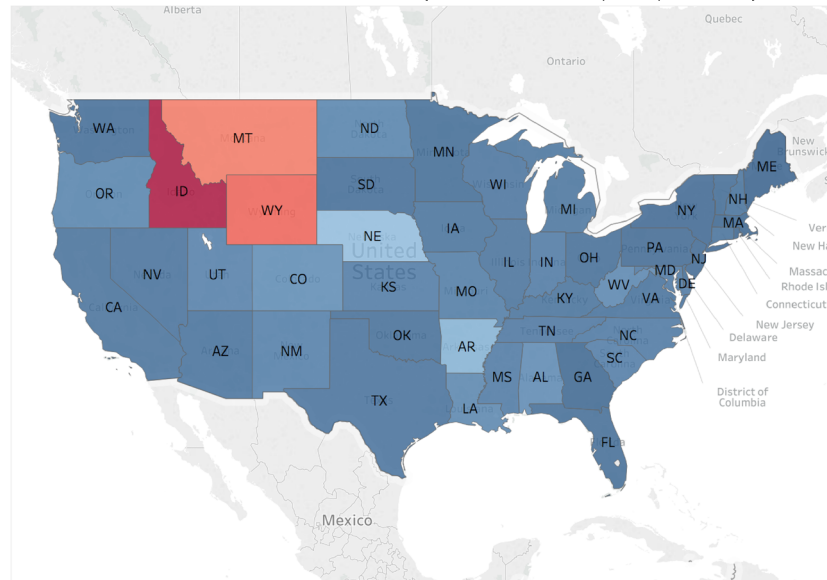 Alberta
Quebec
Ontario
New
Brunswick
WA
MT
ND
MN
ME
OR
ID
SD
WI
NH
WY
MI
NY
MA
NE
IA
United
States
PA
NJ
NV
UT
CO
IL
IN
OH
MD
DE
KS
MO
WV
VA
CA
KY
OK
TN
NC
AZ
NM
AR
SC
MS
AL
GA
TX
LA
FL
Ver
New Ha
Massac
Rhode Isl
Connecticut
New Jersey
Delaware
Maryland
District of
Columbia
Mexico